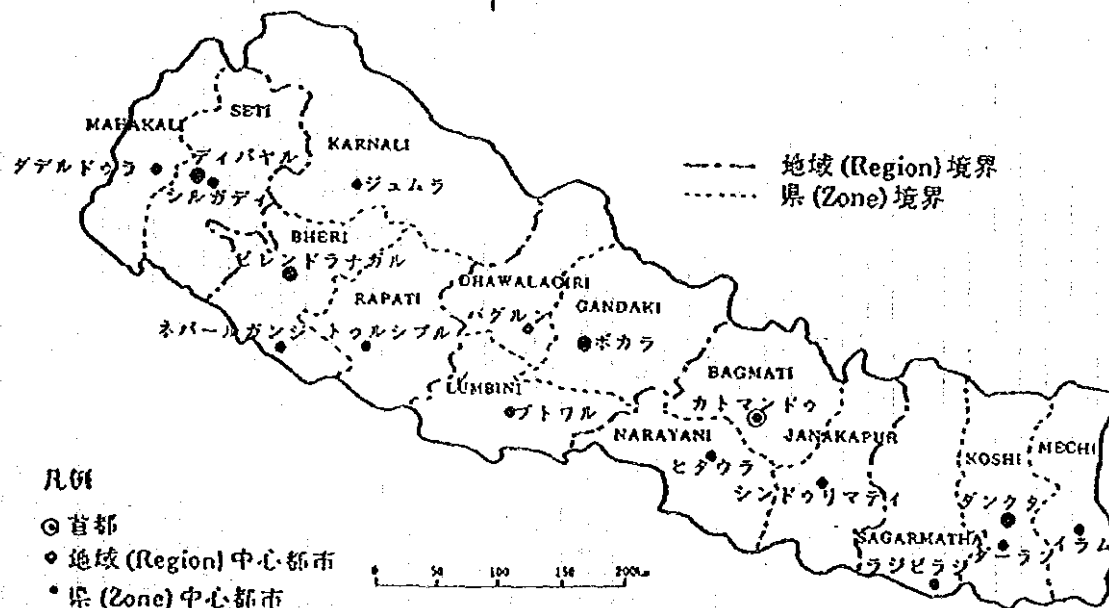 SETI
MAHAKALI
KARNALI
ディパヤル
ダデルドゥラ
ジュムラ
シルガディ
地域 (Region) 境界
県 (Zone) 境界
BHERI
ビレンドラナガル
DHAWALAGIRI
RAPATI
GANDAKI
バグルン
ネパールガンジ
トゥルシプル
ポカラ
BAGMATI
LUMBINI
カトマンドゥ
ブトワル
NARAYANI
JANAKAPUR
MECHI
KOSHI
ヒタウラ
シンドゥリマティ
ダンクタ
SAGARMATHA
ダーラン
イラム
ラジビラジ
凡例
首都
地域 (Region) 中心都市
県 (Zone) 中心都市
0 50 100 150 200km